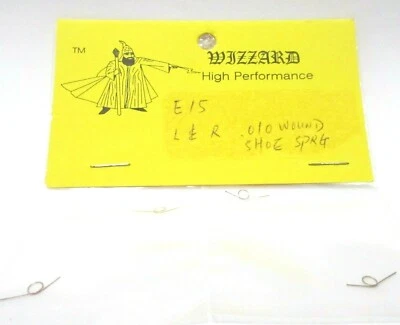 TM
WIZZARD
High Performance
E15
L & R .010 WOUND
SHOE SPRG